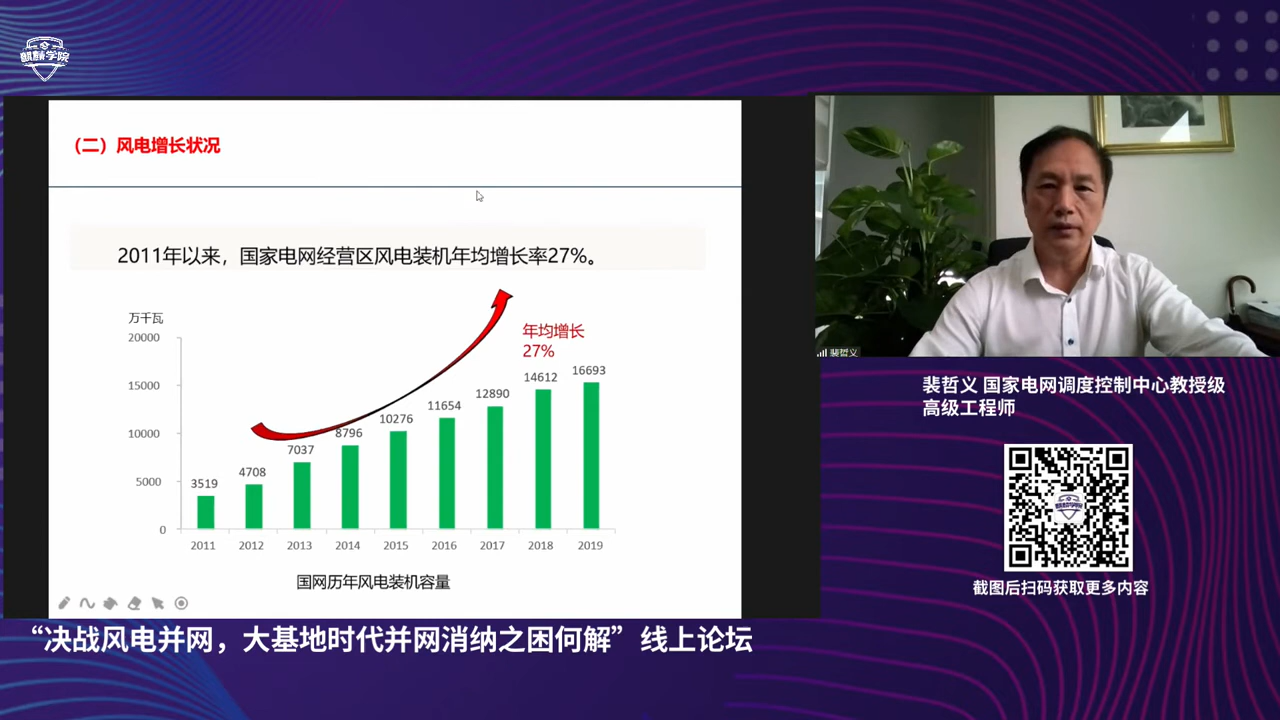 麒麟学院
（二）风电增长状况
2011年以来，国家电网经营区风电装机年均增长率27%。
万千瓦
20000
15000
10000
5000
0
年均增长
27%
3519
4708
7037
8796
10276
11654
12890
14612
16693
2011
2012
2013
2014
2015
2016
2017
2018
2019
国网历年风电装机容量
裴哲义
裴哲义 国家电网调度控制中心教授级
高级工程师
麒麟学院
截图后扫码获取更多内容
“决战风电并网，大基地时代并网消纳之困何解”线上论坛